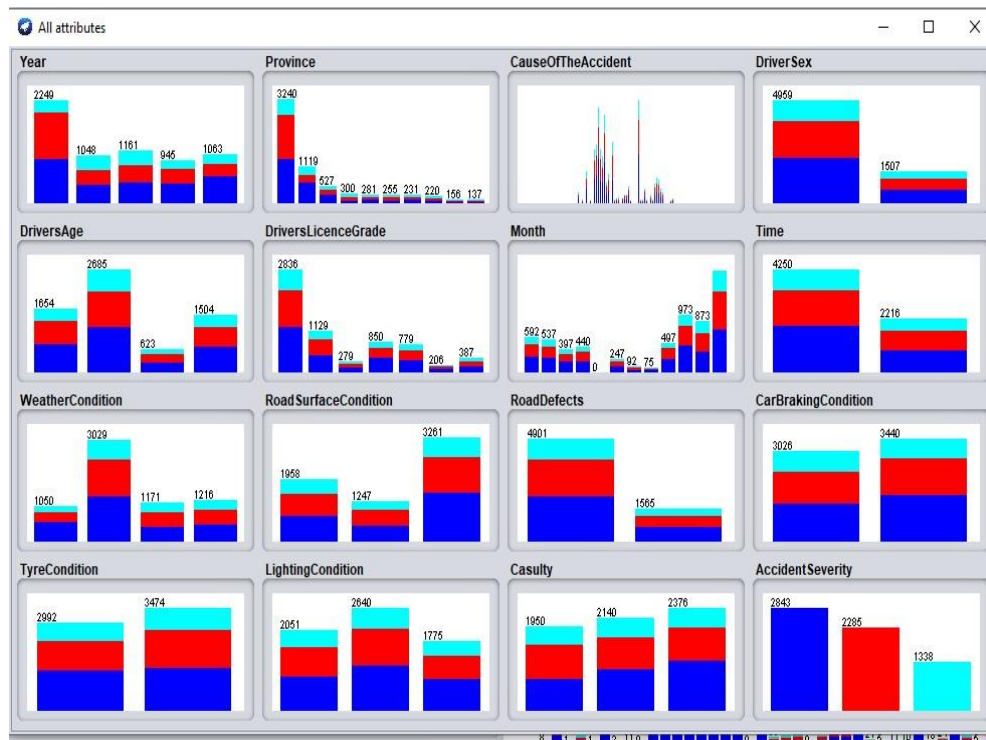 All attributes
Year Province CauseOfTheAccident DriverSex
2249 1048 1161 945 1063
3240 1119 527 300 281 255 231 220 156 137
4959 1507
DriversAge DriversLicenceGrade Month Time
1654 2685 623 1504
2836 1129 279 850 779 206 387
592 537 397 440 0 247 92 75 497 973 873
4250 2216
WeatherCondition RoadSurfaceCondition RoadDefects CarBrakingCondition
1050 3029 1171 1216
1958 1247 3261
4901 1565
3026 3440
TyreCondition LightingCondition Casulty AccidentSeverity
2992 3474
2051 2640 1775
1950 2140 2376
2843 2285 1338